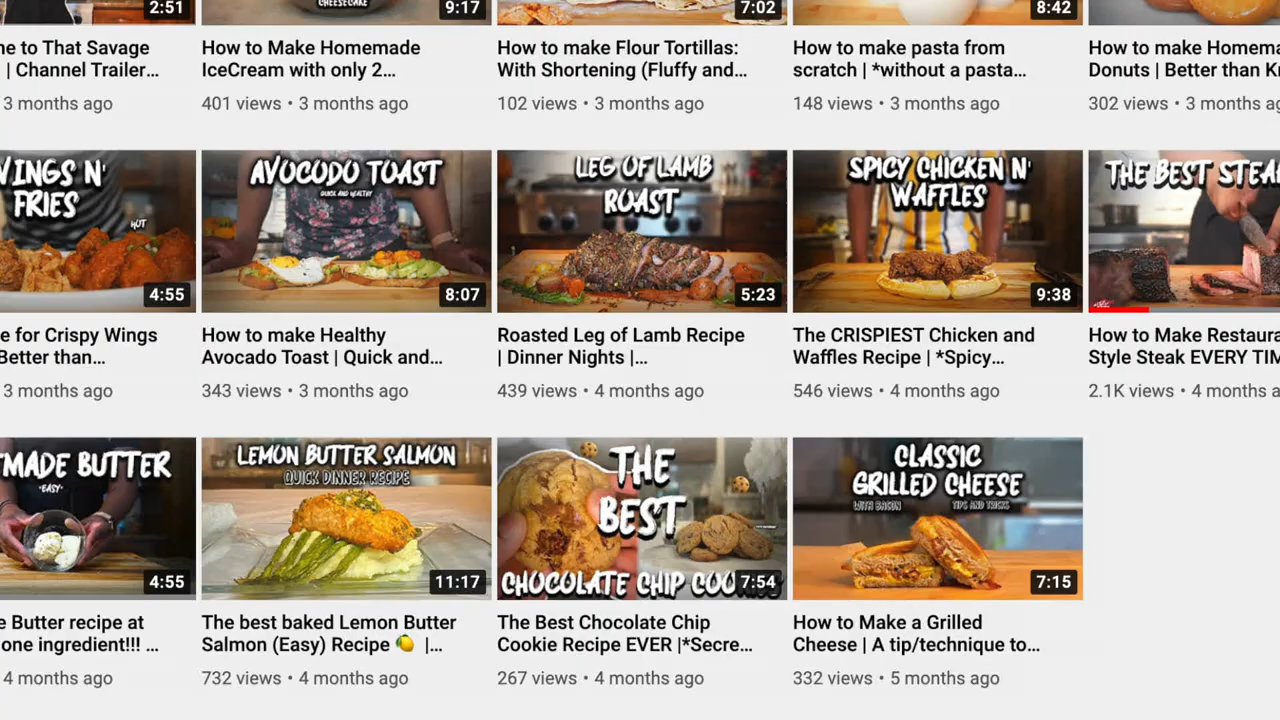 2:51
CHEESECAKE
9:17
7:02
8:42
ne to That Savage
| Channel Trailer...
3 months ago
How to Make Homemade
IceCream with only 2...
401 views • 3 months ago
How to make Flour Tortillas:
With Shortening (Fluffy and...
102 views • 3 months ago
How to make pasta from
scratch | *without a pasta...
148 views • 3 months ago
How to make Homema
Donuts | Better than K
302 views • 3 months ag
WINGS N'
FRIES
HOT
4:55
AVOCODO TOAST
QUICK AND HEALTHY
8:07
LEG OF LAMB
ROAST
5:23
SPICY CHICKEN N'
WAFFLES
9:38
THE BEST STEA
e for Crispy Wings
Better than...
3 months ago
How to make Healthy
Avocado Toast | Quick and...
343 views • 3 months ago
Roasted Leg of Lamb Recipe
| Dinner Nights |...
439 views • 4 months ago
The CRISPIEST Chicken and
Waffles Recipe | *Spicy...
546 views • 4 months ago
How to Make Restaura
Style Steak EVERY TIM
2.1K views • 4 months a
MADE BUTTER
•EASY•
4:55
LEMON BUTTER SALMON
QUICK DINNER RECIPE
11:17
THE
BEST
CHOCOLATE CHIP COO
7:54
CLASSIC
GRILLED CHEESE
WITH BACON
TIPS AND TRICKS
7:15
e Butter recipe at
one ingredient!!! ...
4 months ago
The best baked Lemon Butter
Salmon (Easy) Recipe 🍋 |...
732 views • 4 months ago
The Best Chocolate Chip
Cookie Recipe EVER |*Secre...
267 views • 4 months ago
How to Make a Grilled
Cheese | A tip/technique to...
332 views • 5 months ago